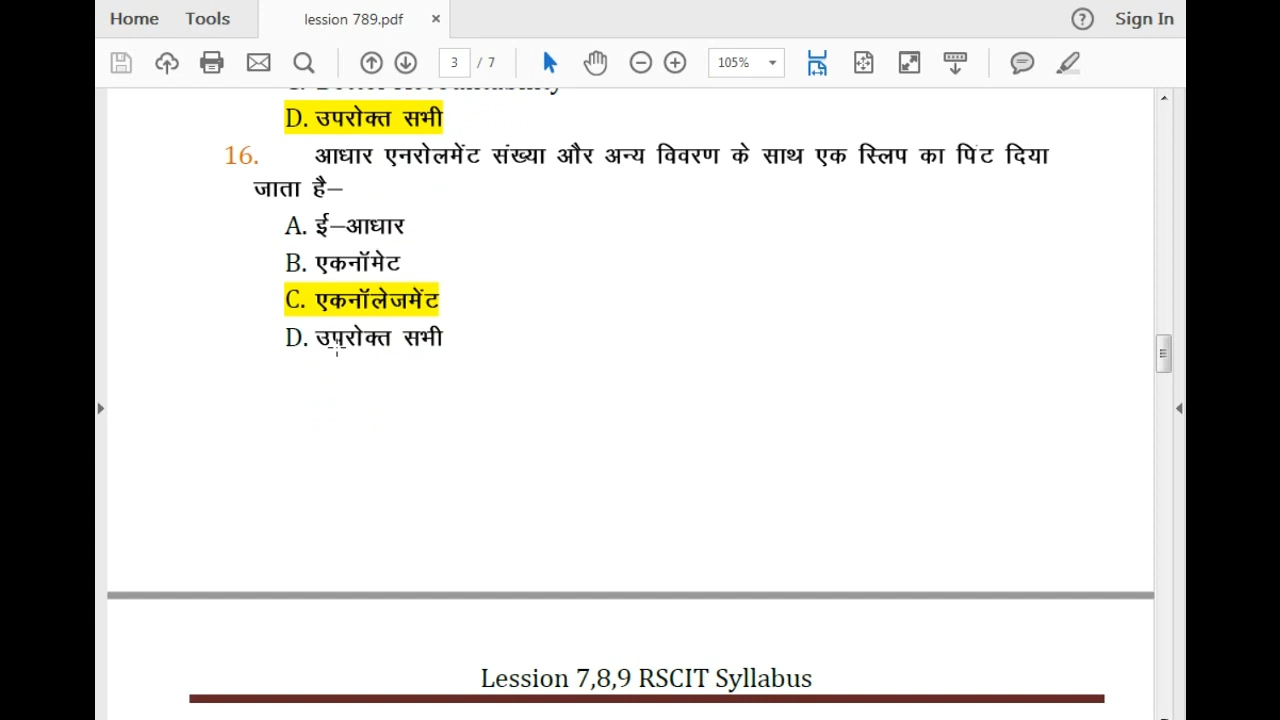 Home Tools lession 789.pdf × Sign In
3 / 7 105%
D. उपरोक्त सभी
16. आधार एनरोलमेंट संख्या और अन्य विवरण के साथ एक स्लिप का पिंट दिया
जाता है–
A. ई–आधार
B. एकनॉमेट
C. एकनॉलेजमेंट
D. उपरोक्त सभी
Lession 7,8,9 RSCIT Syllabus